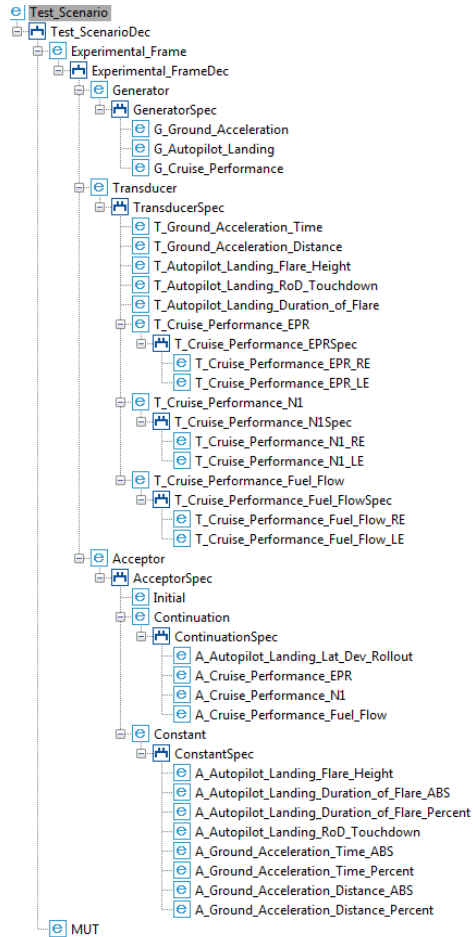 Test_Scenario
Test_ScenarioDec
Experimental_Frame
Experimental_FrameDec
Generator
GeneratorSpec
G_Ground_Acceleration
G_Autopilot_Landing
G_Cruise_Performance
Transducer
TransducerSpec
T_Ground_Acceleration_Time
T_Ground_Acceleration_Distance
T_Autopilot_Landing_Flare_Height
T_Autopilot_Landing_RoD_Touchdown
T_Autopilot_Landing_Duration_of_Flare
T_Cruise_Performance_EPR
T_Cruise_Performance_EPRSpec
T_Cruise_Performance_EPR_RE
T_Cruise_Performance_EPR_LE
T_Cruise_Performance_N1
T_Cruise_Performance_N1Spec
T_Cruise_Performance_N1_RE
T_Cruise_Performance_N1_LE
T_Cruise_Performance_Fuel_Flow
T_Cruise_Performance_Fuel_FlowSpec
T_Cruise_Performance_Fuel_Flow_RE
T_Cruise_Performance_Fuel_Flow_LE
Acceptor
AcceptorSpec
Initial
Continuation
ContinuationSpec
A_Autopilot_Landing_Lat_Dev_Rollout
A_Cruise_Performance_EPR
A_Cruise_Performance_N1
A_Cruise_Performance_Fuel_Flow
Constant
ConstantSpec
A_Autopilot_Landing_Flare_Height
A_Autopilot_Landing_Duration_of_Flare_ABS
A_Autopilot_Landing_Duration_of_Flare_Percent
A_Autopilot_Landing_RoD_Touchdown
A_Ground_Acceleration_Time_ABS
A_Ground_Acceleration_Time_Percent
A_Ground_Acceleration_Distance_ABS
A_Ground_Acceleration_Distance_Percent
MUT